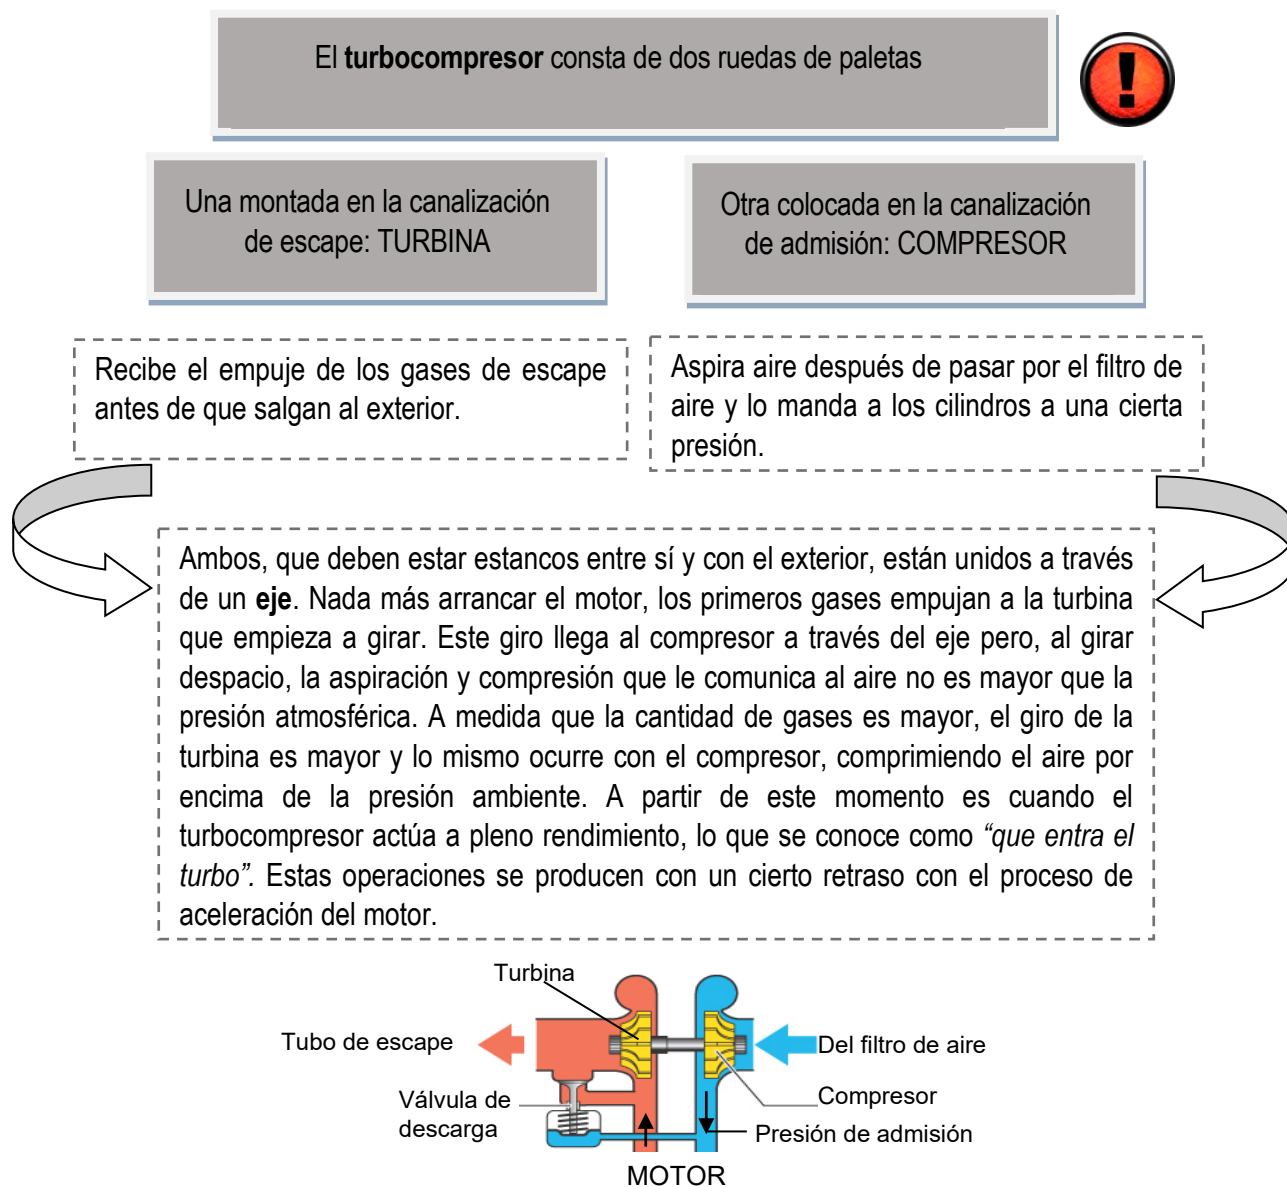 El turbocompresor consta de dos ruedas de paletas
Una montada en la canalización
de escape: TURBINA
Otra colocada en la canalización
de admisión: COMPRESOR
Recibe el empuje de los gases de escape
antes de que salgan al exterior.
Aspira aire después de pasar por el filtro de
aire y lo manda a los cilindros a una cierta
presión.
Ambos, que deben estar estancos entre sí y con el exterior, están unidos a través
de un eje. Nada más arrancar el motor, los primeros gases empujan a la turbina
que empieza a girar. Este giro llega al compresor a través del eje pero, al girar
despacio, la aspiración y compresión que le comunica al aire no es mayor que la
presión atmosférica. A medida que la cantidad de gases es mayor, el giro de la
turbina es mayor y lo mismo ocurre con el compresor, comprimiendo el aire por
encima de la presión ambiente. A partir de este momento es cuando el
turbocompresor actúa a pleno rendimiento, lo que se conoce como “que entra el
turbo”. Estas operaciones se producen con un cierto retraso con el proceso de
aceleración del motor.
Turbina
Tubo de escape
Del filtro de aire
Válvula de
descarga
Compresor
Presión de admisión
MOTOR